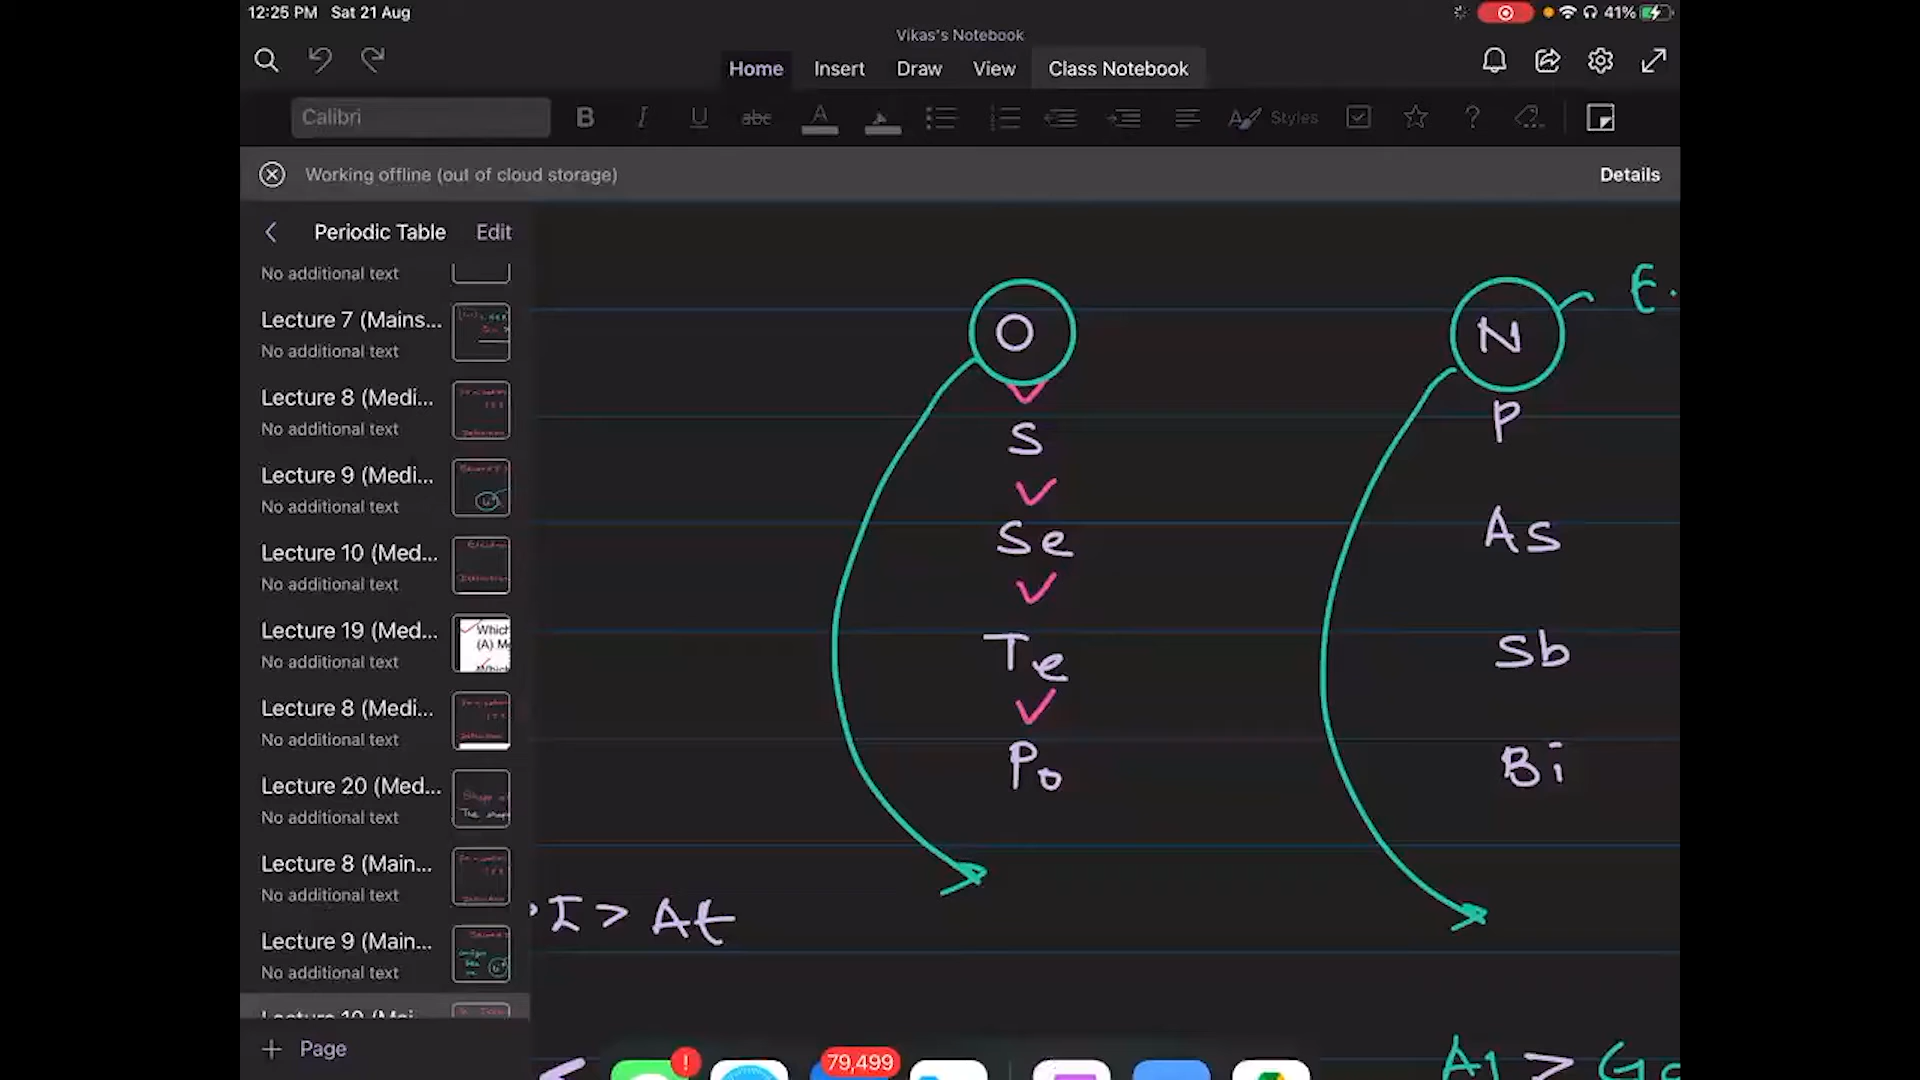 12:25 PM Sat 21 Aug
41%
Vikas's Notebook
Home Insert Draw View Class Notebook
Calibri B I U abc A Styles ?
Working offline (out of cloud storage) Details
Periodic Table Edit
No additional text
Lecture 7 (Mains...
No additional text
Lecture 8 (Medi...
No additional text
Lecture 9 (Medi...
No additional text
Lecture 10 (Med...
No additional text
Lecture 19 (Med...
No additional text
Lecture 8 (Medi...
No additional text
Lecture 20 (Med...
No additional text
Lecture 8 (Main...
No additional text
Lecture 9 (Main...
No additional text
+ Page
O
S
Se
Te
Po
N
P
As
Sb
Bi
E.
I > At
79,499
!